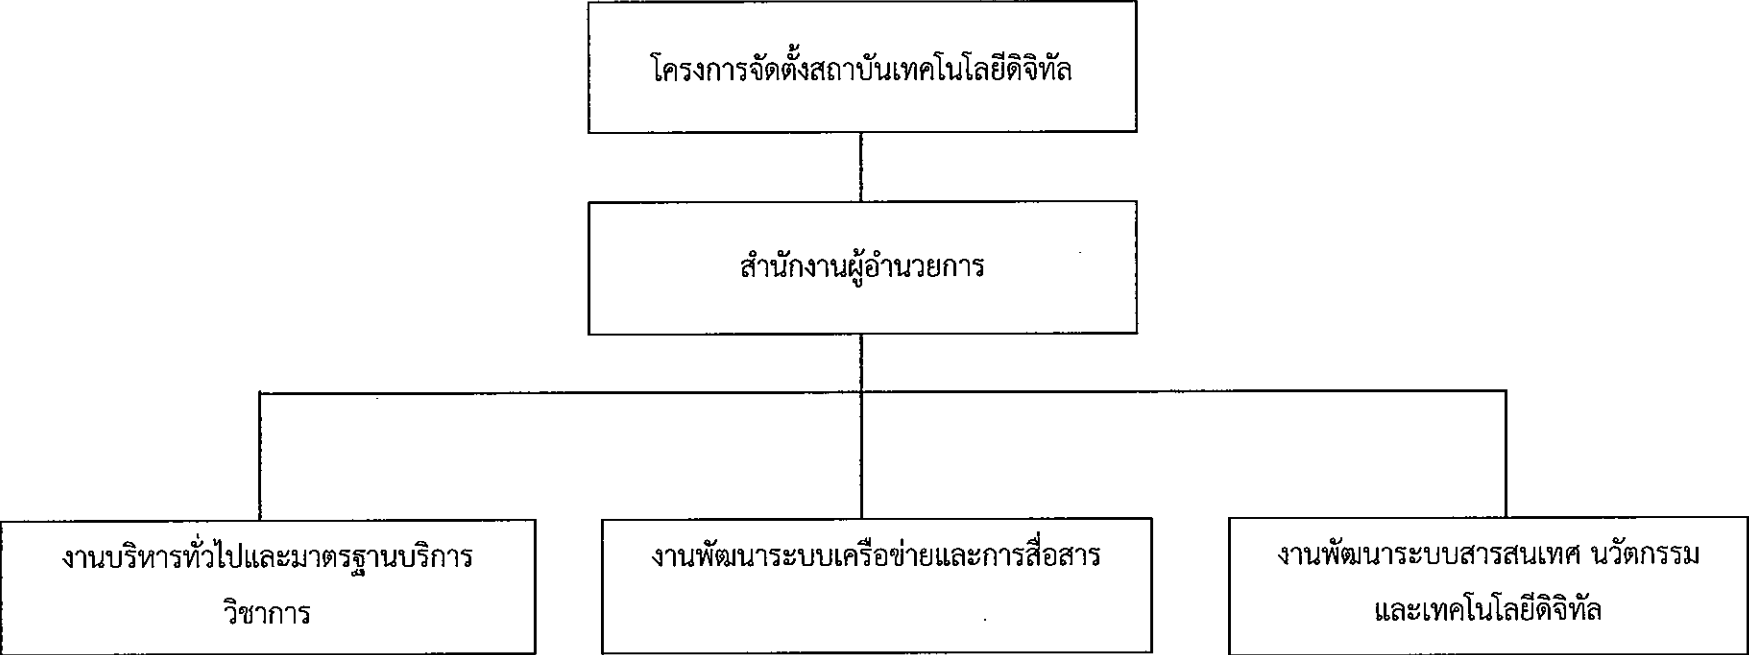 โครงการจัดตั้งสถาบันเทคโนโลยีดิจิทัล
สำนักงานผู้อำนวยการ
งานบริหารทั่วไปและมาตรฐานบริการ
วิชาการ
งานพัฒนาระบบเครือข่ายและการสื่อสาร
งานพัฒนาระบบสารสนเทศ นวัตกรรม
และเทคโนโลยีดิจิทัล